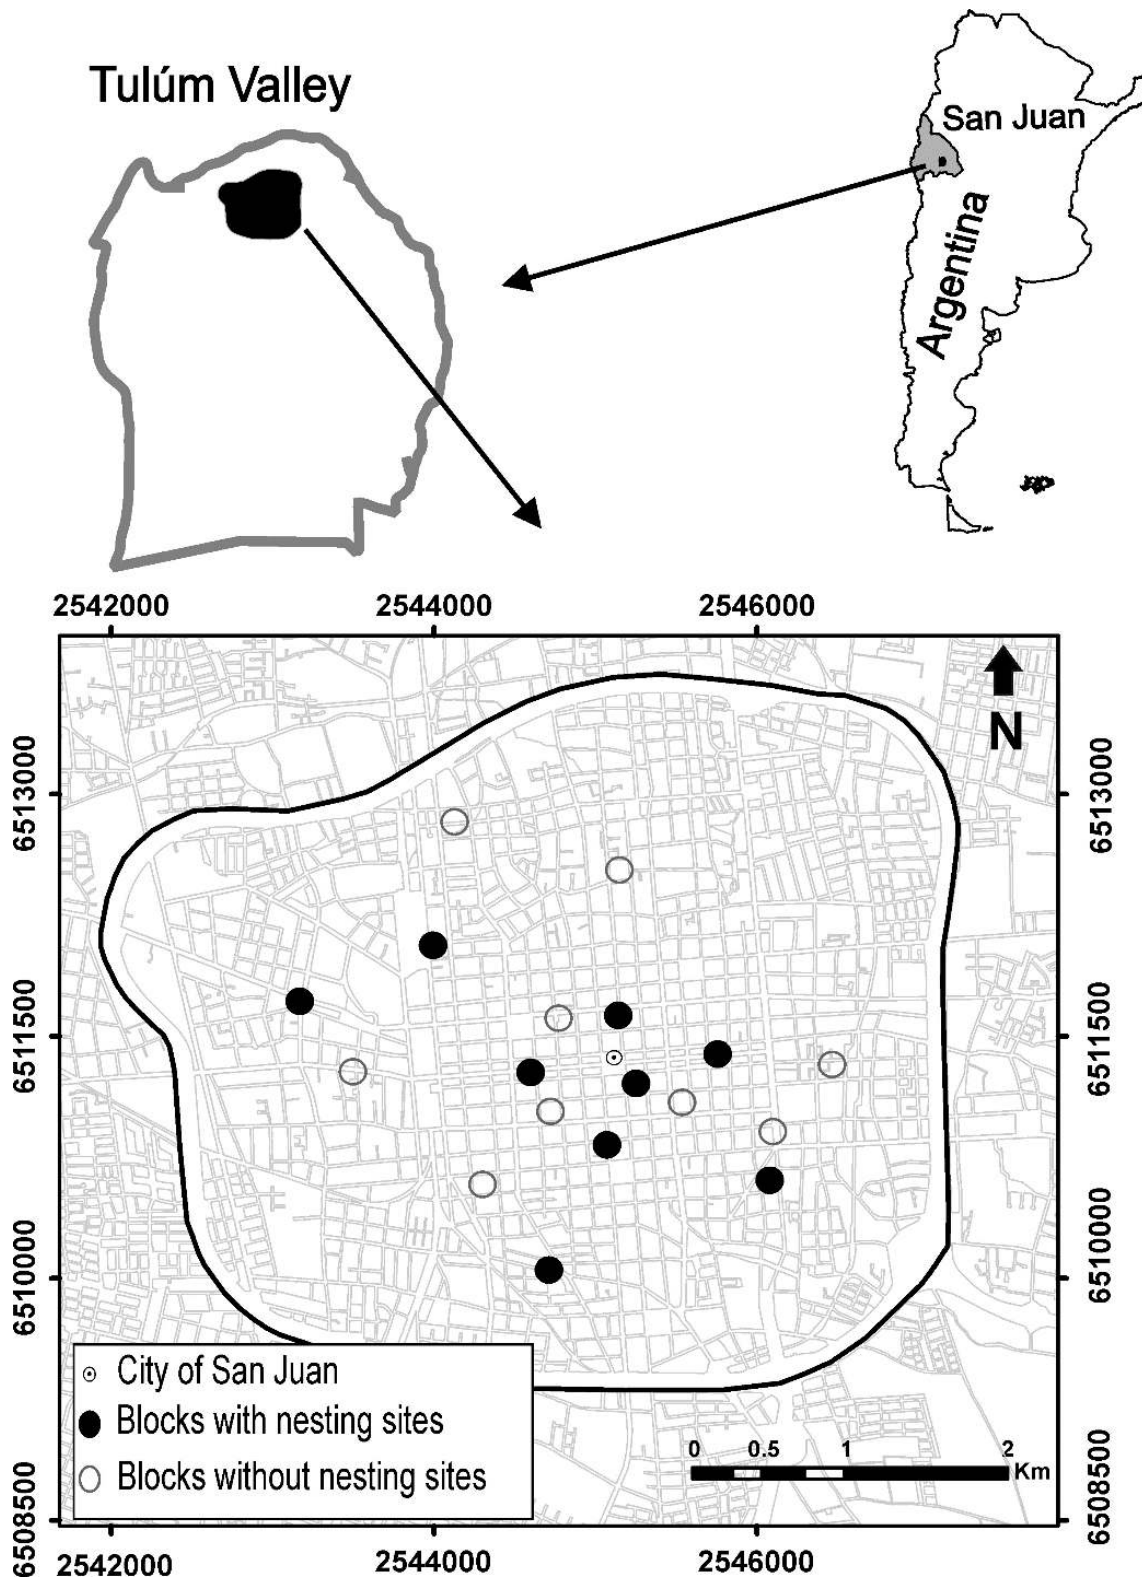 Tulúm Valley
San Juan
Argentina
2542000 2544000 2546000
N
6513000 6513000
6511500 6511500
6510000 6510000
6508500 6508500
City of San Juan
Blocks with nesting sites
Blocks without nesting sites
0 0.5 1 2
Km
2542000 2544000 2546000